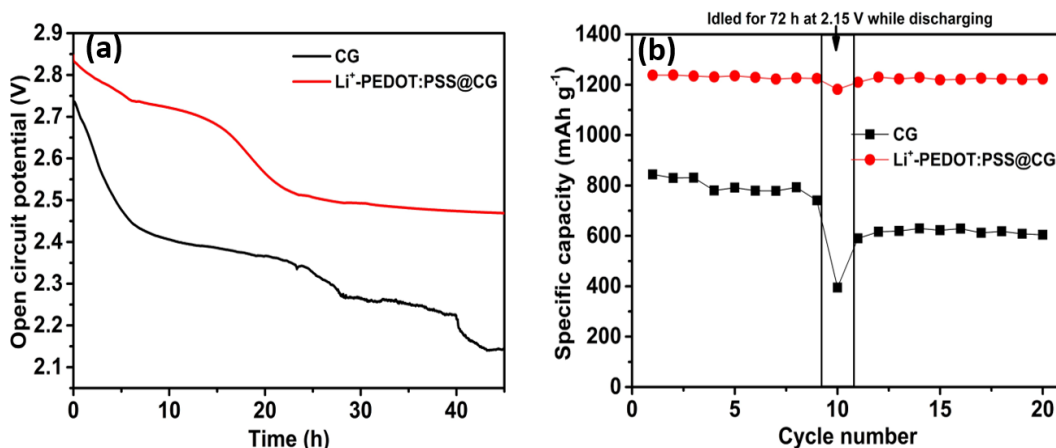 Idled for 72 h at 2.15 V while discharging
(a)
CG
Li⁺-PEDOT:PSS@CG
2.9
2.8
2.7
2.6
2.5
2.4
2.3
2.2
2.1
0 10 20 30 40
Open circuit potential (V)
Time (h)
(b)
CG
Li⁺-PEDOT:PSS@CG
1400
1200
1000
800
600
400
200
0
0 5 10 15 20
Specific capacity (mAh g⁻¹)
Cycle number